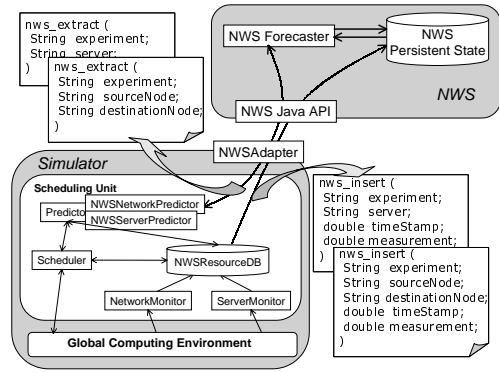 nws_extract (
String experiment;
String server;
)
nws_extract (
String experiment;
String sourceNode;
String destinationNode;
)
NWS Forecaster
NWS
Persistent State
NWS
NWS Java API
NWSAdapter
Simulator
Scheduling Unit
Predictor
NWSNetworkPredictor
NWSServerPredictor
Scheduler
NWSResourceDB
NetworkMonitor
ServerMonitor
Global Computing Environment
nws_insert (
String experiment;
String server;
double timeStamp;
double measurement;
nws_insert (
String experiment;
String sourceNode;
String destinationNode;
double timeStamp;
double measurement;
)